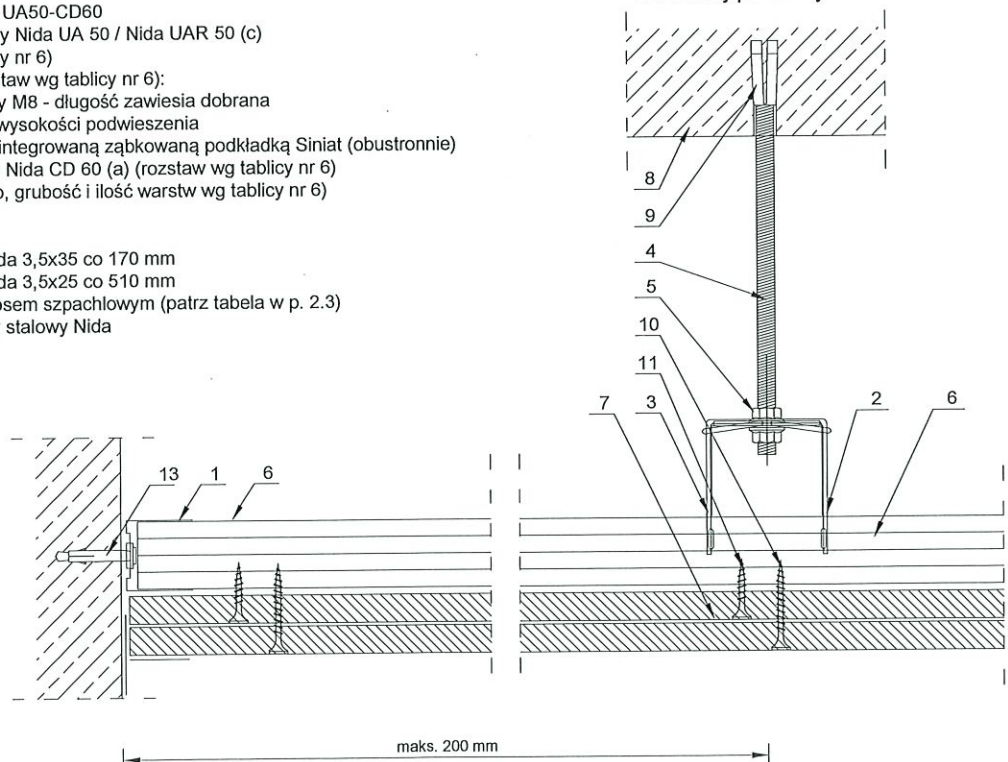 UA50-CD60
y Nida UA 50 / Nida UAR 50 (c)
y nr 6)
taw wg tablicy nr 6):
y M8 - długość zawiesia dobrana
wysokości podwieszenia
integrowaną ząbkowaną podkładką Siniat (obustronnie)
Nida CD 60 (a) (rozstaw wg tablicy nr 6)
o, grubość i ilość warstw wg tablicy nr 6)
da 3,5x35 co 170 mm
da 3,5x25 co 510 mm
osem szpachlowym (patrz tabela w p. 2.3)
stalowy Nida
8
9
4
5
10
11
7
3
2
6
13
1
6
maks. 200 mm